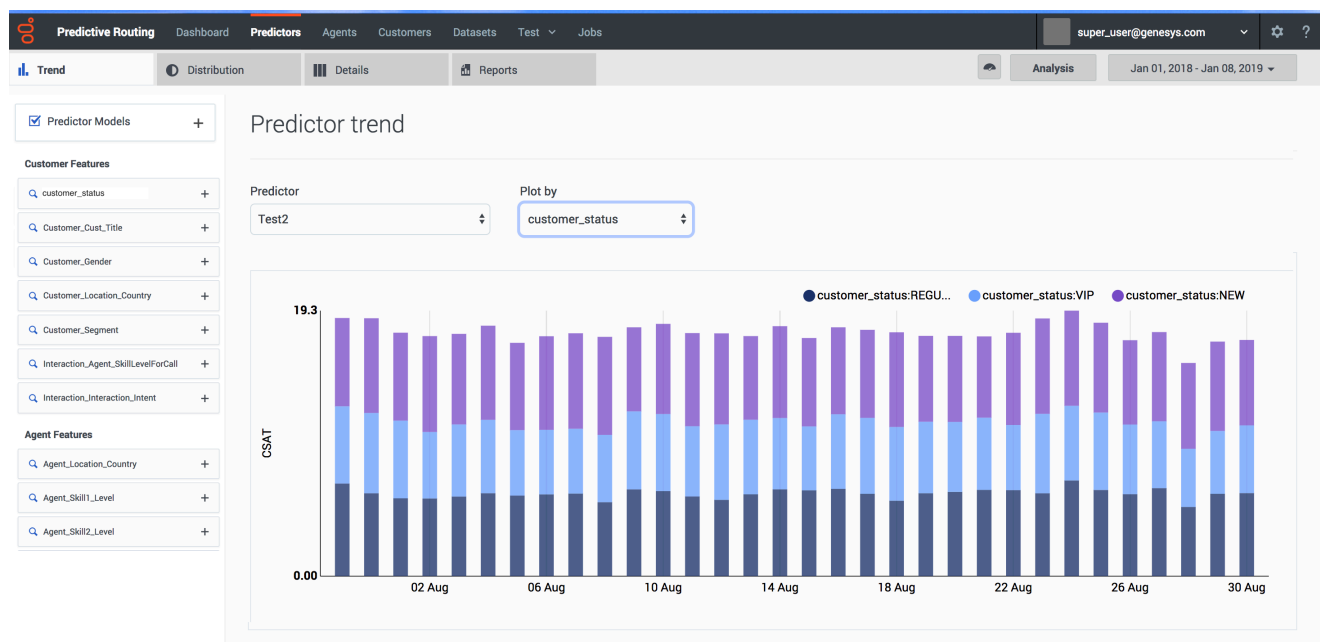 Predictive Routing Dashboard Predictors Agents Customers Datasets Test Jobs super_user@genesys.com ?
Trend Distribution Details Reports Analysis Jan 01, 2018 - Jan 08, 2019
Predictor Models +
Customer Features
customer_status +
Customer_Cust_Title +
Customer_Gender +
Customer_Location_Country +
Customer_Segment +
Interaction_Agent_SkillLevelForCall +
Interaction_Interaction_Intent +
Agent Features
Agent_Location_Country +
Agent_Skill1_Level +
Agent_Skill2_Level +
Predictor trend
Predictor Plot by
Test2 customer_status
customer_status:REGU... customer_status:VIP customer_status:NEW
19.3
CSAT
0.00
02 Aug 06 Aug 10 Aug 14 Aug 18 Aug 22 Aug 26 Aug 30 Aug